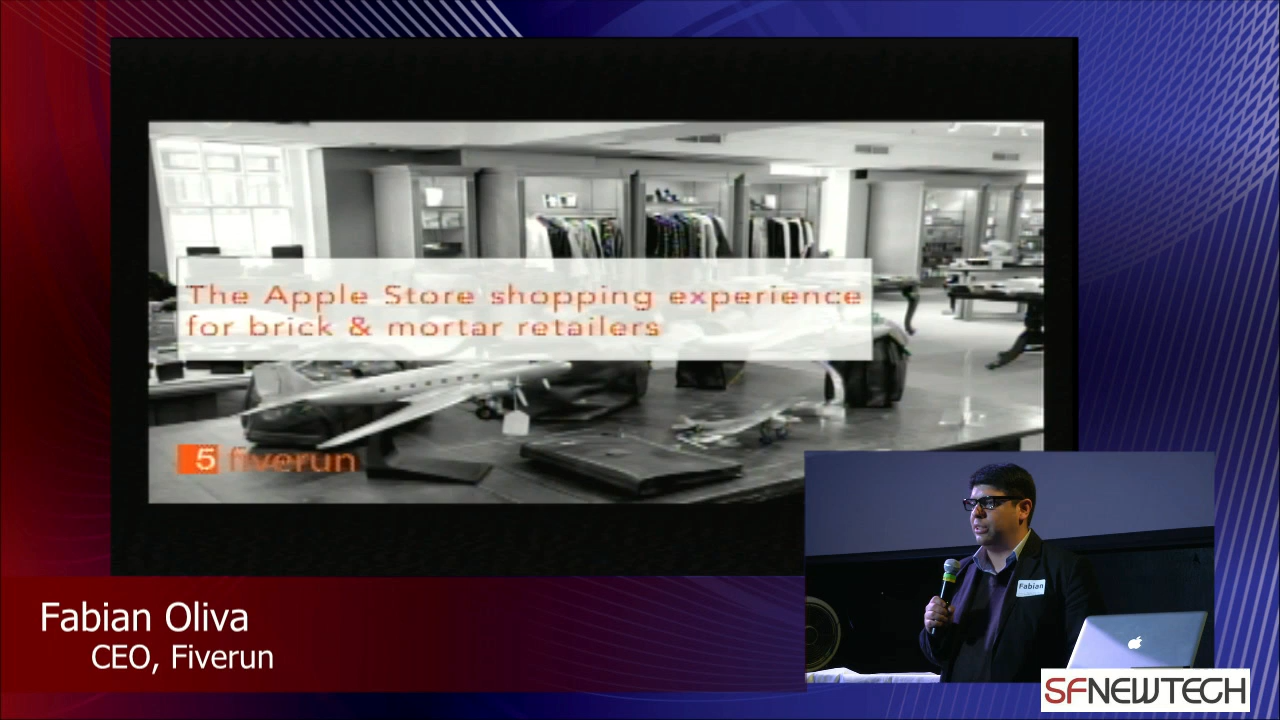 The Apple Store shopping experience
for brick & mortar retailers
5 fiverun
Fabian
Fabian Oliva
CEO, Fiverun
SFNEWTECH